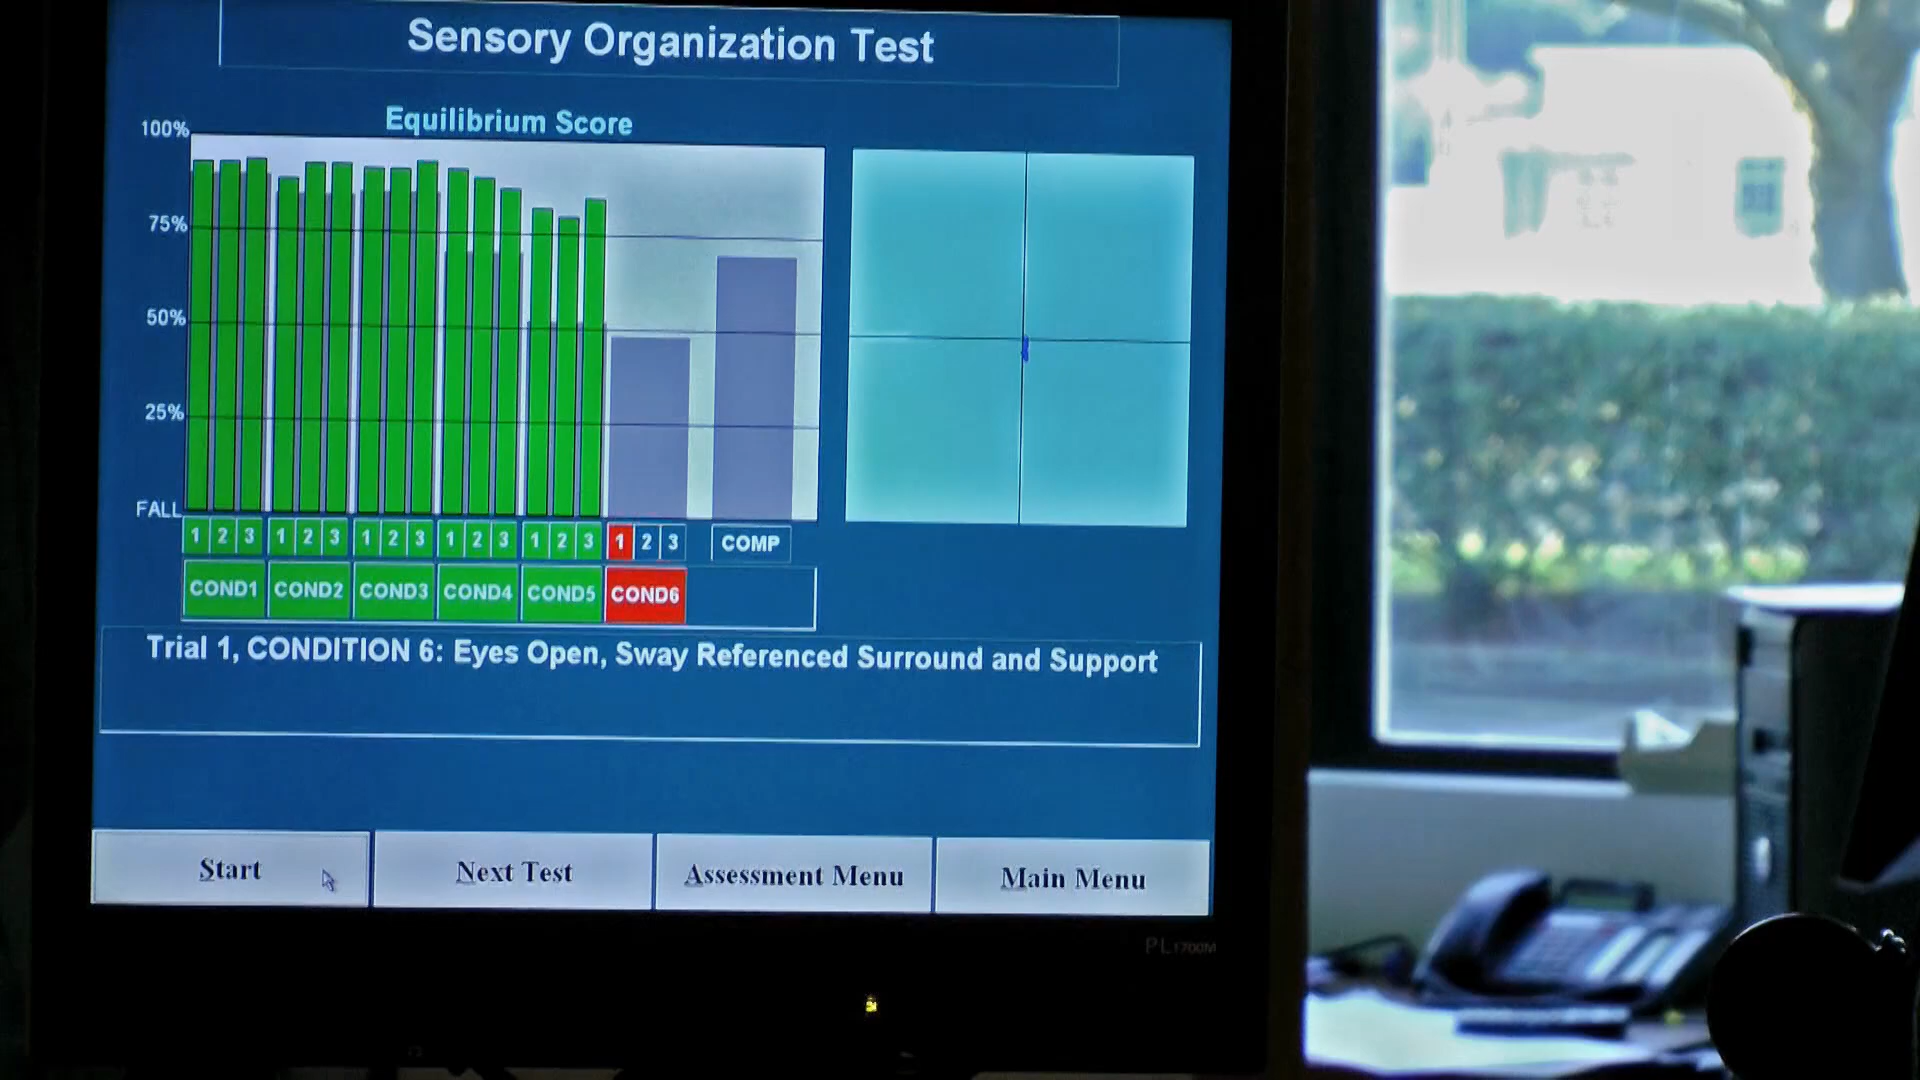 Sensory Organization Test
Equilibrium Score
100%
75%
50%
25%
FALL
1 2 3 1 2 3 1 2 3 1 2 3 1 2 3 1 2 3 COMP
COND1 COND2 COND3 COND4 COND5 COND6
Trial 1, CONDITION 6: Eyes Open, Sway Referenced Surround and Support
Start Next Test Assessment Menu Main Menu
PL1700M